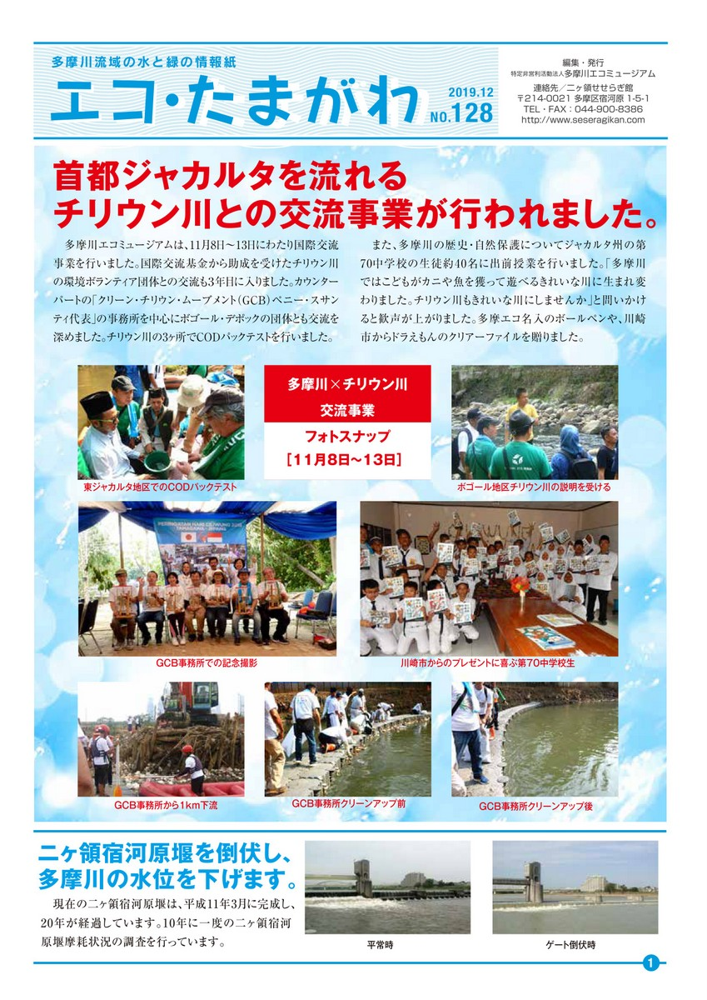 多摩川流域の水と緑の情報紙
エコ・たまがわ
2019.12
NO.128
編集・発行
特定非営利活動法人多摩川エコミュージアム
連絡先／二ヶ領せせらぎ館
〒214-0021 多摩区宿河原 1-5-1
TEL・FAX：044-900-8386
http://www.seseragikan.com
首都ジャカルタを流れる
チリウン川との交流事業が行われました。
多摩川エコミュージアムは、11月8日～13日にわたり国際交流
事業を行いました。国際交流基金から助成を受けたチリウン川
の環境ボランティア団体との交流も3年目に入りました。カウンター
パートの「クリーン・チリウン・ムーブメント（GCB）ベニー・スサン
ティ代表」の事務所を中心にボゴール・デポックの団体とも交流を
深めました。チリウン川の3ヶ所でCODパックテストを行いました。
また、多摩川の歴史・自然保護についてジャカルタ州の第
70中学校の生徒約40名に出前授業を行いました。「多摩川
ではこどもがカニや魚を獲って遊べるきれいな川に生まれ変
わりました。チリウン川もきれいな川にしませんか」と問いかけ
ると歓声が上がりました。多摩エコ名入のボールペンや、川崎
市からドラえもんのクリアーファイルを贈りました。
多摩川×チリウン川
交流事業
フォトスナップ
［11月8日～13日］
東ジャカルタ地区でのCODパックテスト
ボゴール地区チリウン川の説明を受ける
PERINGATAN HARI CILIWUNG 2019
GCB事務所での記念撮影
川崎市からのプレゼントに喜ぶ第70中学校生
GCB事務所から1km下流
GCB事務所クリーンアップ前
GCB事務所クリーンアップ後
二ヶ領宿河原堰を倒伏し、
多摩川の水位を下げます。
現在の二ヶ領宿河原堰は、平成11年3月に完成し、
20年が経過しています。10年に一度の二ヶ領宿河
原堰摩耗状況の調査を行っています。
平常時
ゲート倒伏時
1